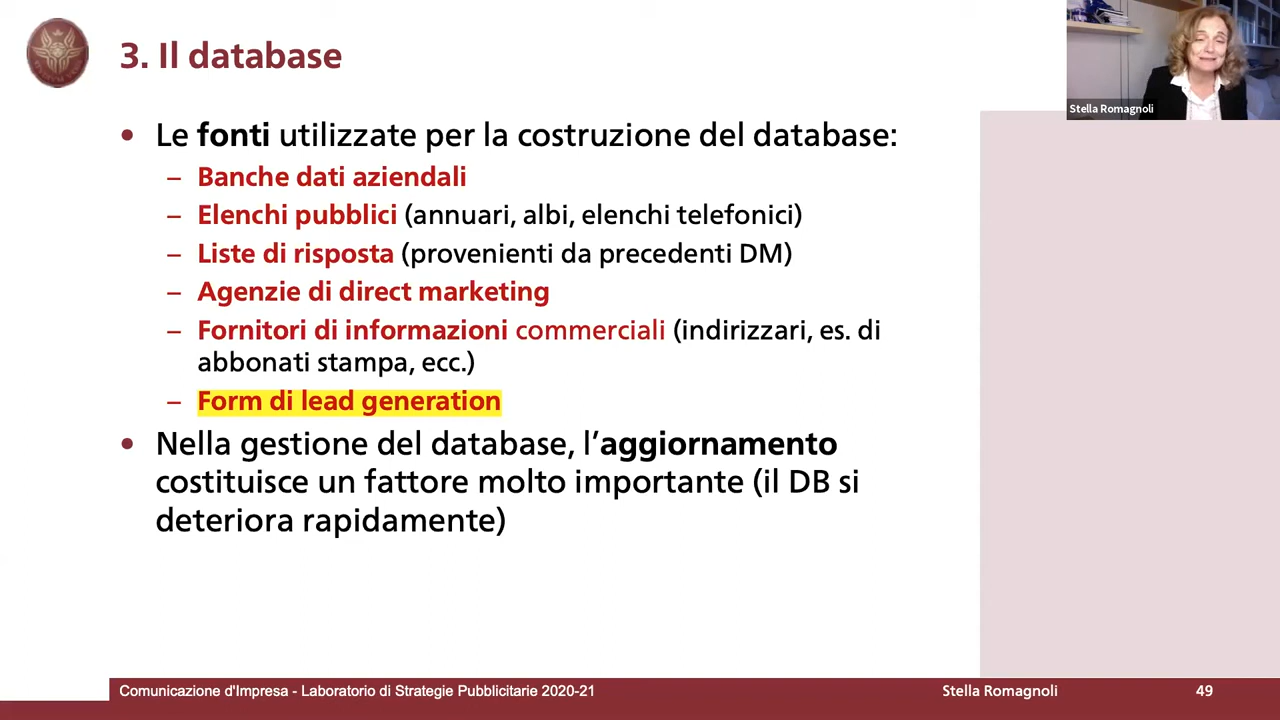 3. Il database
Stella Romagnoli
• Le fonti utilizzate per la costruzione del database:
– Banche dati aziendali
– Elenchi pubblici (annuari, albi, elenchi telefonici)
– Liste di risposta (provenienti da precedenti DM)
– Agenzie di direct marketing
– Fornitori di informazioni commerciali (indirizzari, es. di
abbonati stampa, ecc.)
– Form di lead generation
• Nella gestione del database, l’aggiornamento
costituisce un fattore molto importante (il DB si
deteriora rapidamente)
Comunicazione d'Impresa - Laboratorio di Strategie Pubblicitarie 2020-21
Stella Romagnoli
49